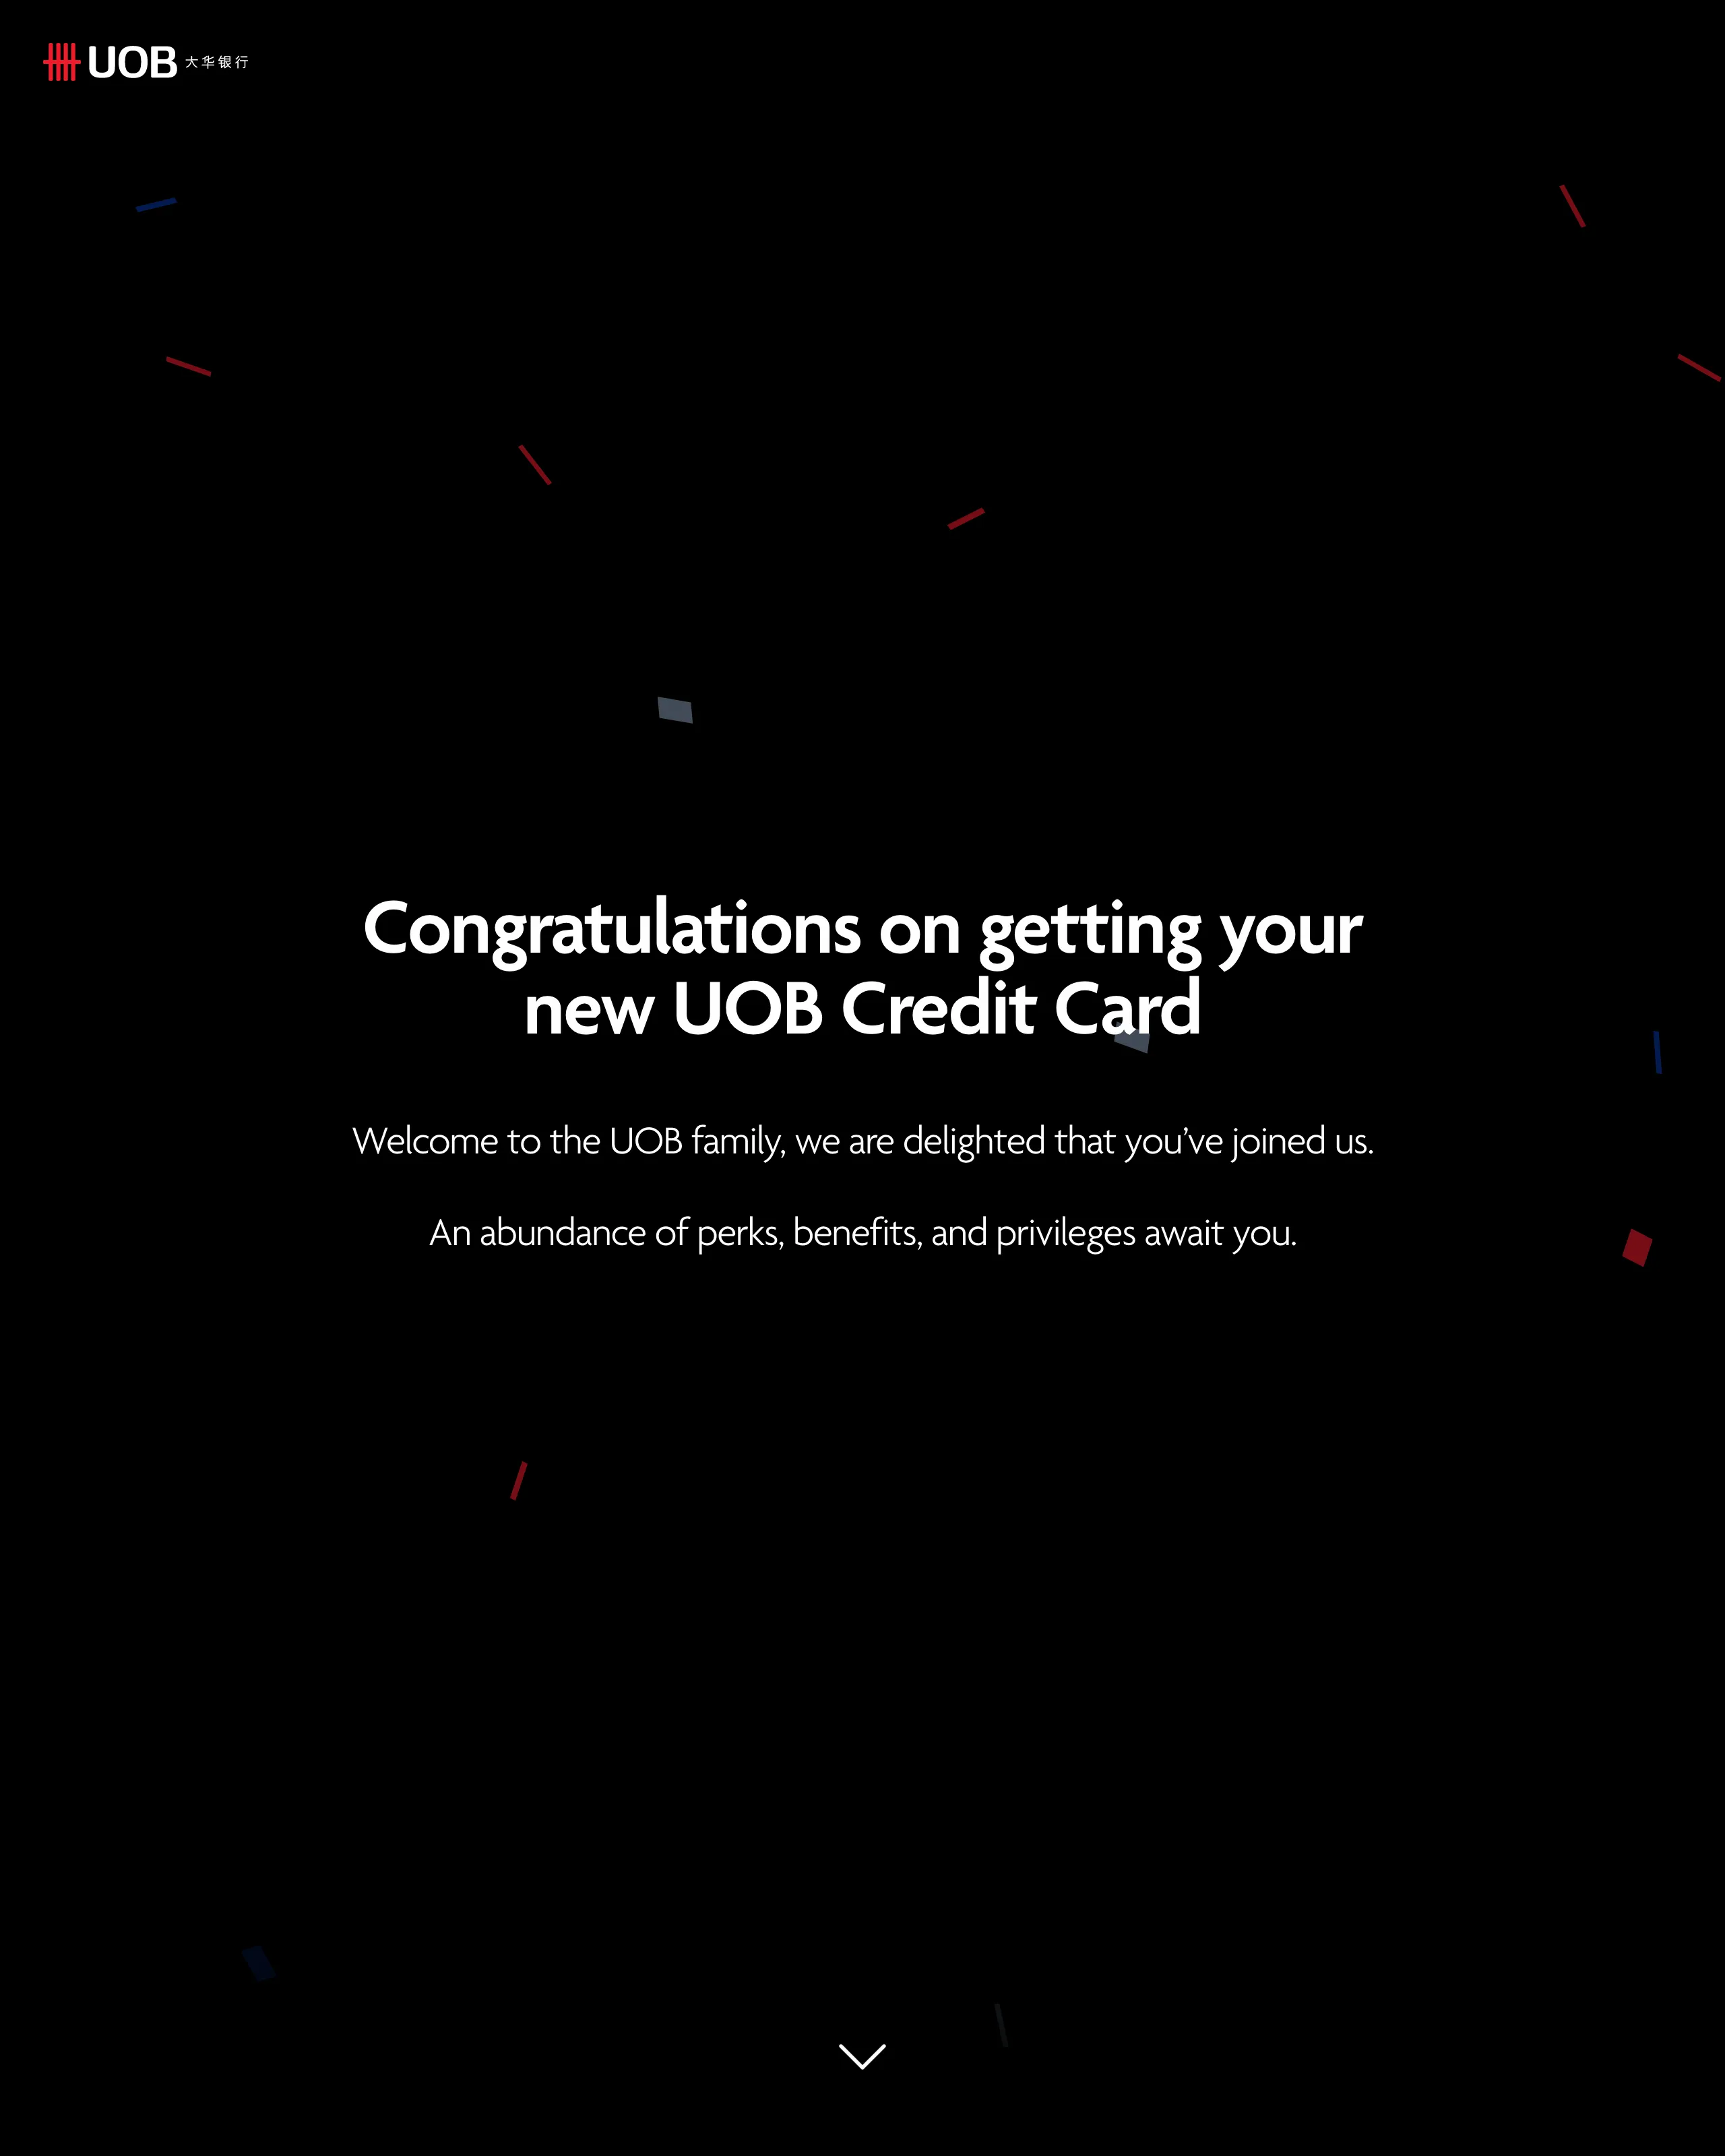 UOB 大华银行
Congratulations on getting your
new UOB Credit Card
Welcome to the UOB family, we are delighted that you’ve joined us.
An abundance of perks, benefits, and privileges await you.